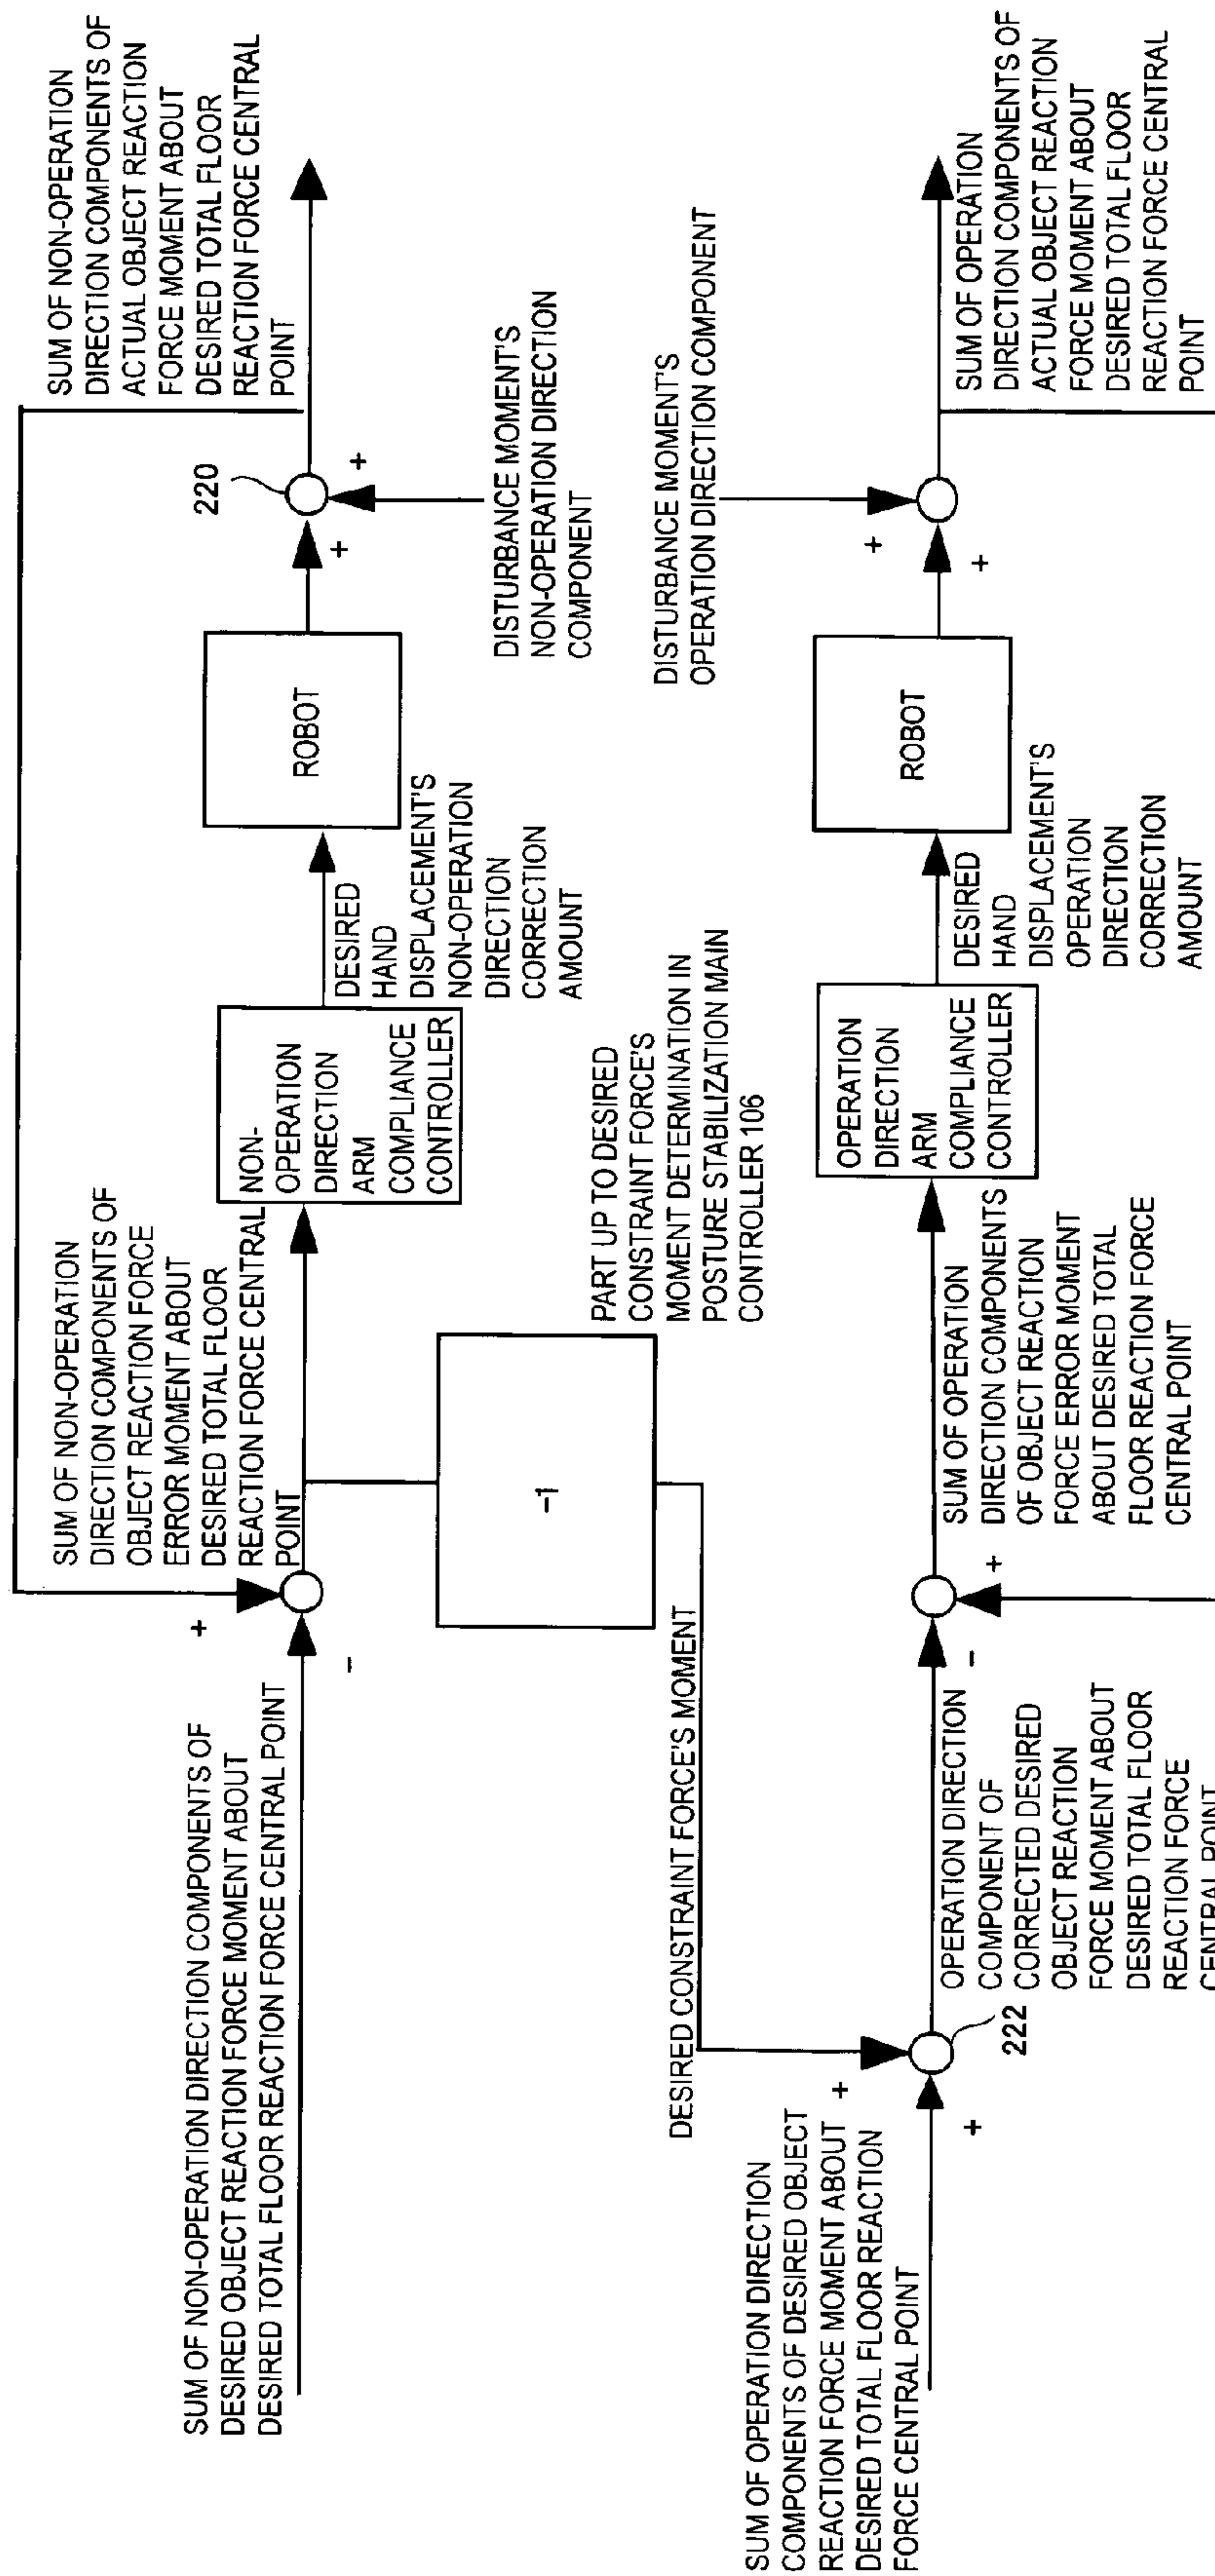 SUM OF NON-OPERATION DIRECTION COMPONENTS OF
DESIRED OBJECT REACTION FORCE MOMENT ABOUT
DESIRED TOTAL FLOOR REACTION FORCE CENTRAL POINT
+
-
SUM OF NON-OPERATION
DIRECTION COMPONENTS OF
OBJECT REACTION FORCE
ERROR MOMENT ABOUT
DESIRED TOTAL FLOOR
REACTION FORCE CENTRAL
POINT
NON-
OPERATION
DIRECTION
ARM
COMPLIANCE
CONTROLLER
DESIRED
HAND
DISPLACEMENT'S
NON-OPERATION
DIRECTION
CORRECTION
AMOUNT
ROBOT
+
220
+
DISTURBANCE MOMENT'S
NON-OPERATION DIRECTION
COMPONENT
SUM OF NON-OPERATION
DIRECTION COMPONENTS OF
ACTUAL OBJECT REACTION
FORCE MOMENT ABOUT
DESIRED TOTAL FLOOR
REACTION FORCE CENTRAL
POINT
-1
PART UP TO DESIRED
CONSTRAINT FORCE'S
MOMENT DETERMINATION IN
POSTURE STABILIZATION MAIN
CONTROLLER 106
DESIRED CONSTRAINT FORCE'S MOMENT
SUM OF OPERATION DIRECTION
COMPONENTS OF DESIRED OBJECT
REACTION FORCE MOMENT ABOUT
DESIRED TOTAL FLOOR REACTION
FORCE CENTRAL POINT
+
+
222
OPERATION DIRECTION
COMPONENT OF
CORRECTED DESIRED
OBJECT REACTION
FORCE MOMENT ABOUT
DESIRED TOTAL FLOOR
REACTION FORCE
CENTRAL POINT
-
+
SUM OF OPERATION
DIRECTION COMPONENTS
OF OBJECT REACTION
FORCE ERROR MOMENT
ABOUT DESIRED TOTAL
FLOOR REACTION FORCE
CENTRAL POINT
OPERATION
DIRECTION
ARM
COMPLIANCE
CONTROLLER
DESIRED
HAND
DISPLACEMENT'S
OPERATION
DIRECTION
CORRECTION
AMOUNT
ROBOT
+
+
DISTURBANCE MOMENT'S
OPERATION DIRECTION COMPONENT
SUM OF OPERATION
DIRECTION COMPONENTS OF
ACTUAL OBJECT REACTION
FORCE MOMENT ABOUT
DESIRED TOTAL FLOOR
REACTION FORCE CENTRAL
POINT